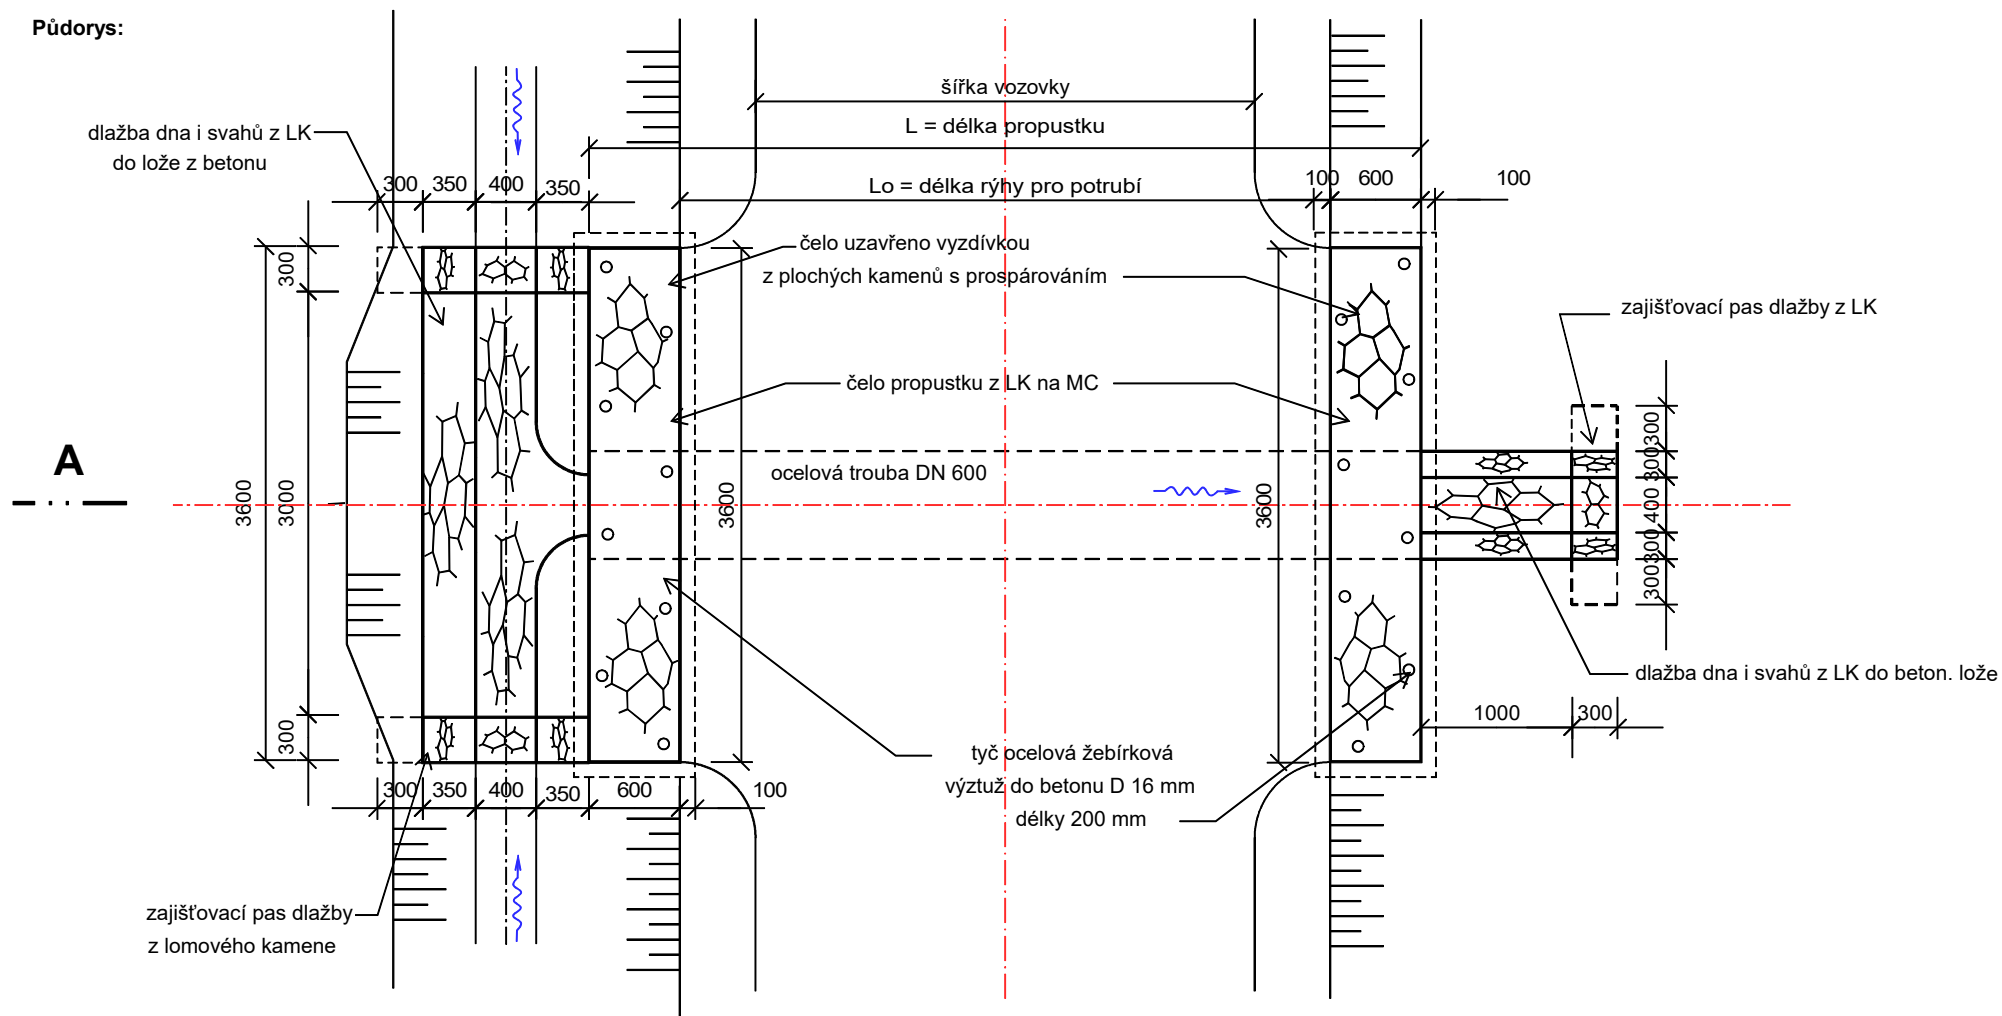 Půdorys:
šířka vozovky
L = délka propustku
dlažba dna i svahů z LK
do lože z betonu
300 350 400 350
Lo = délka rýhy pro potrubí
100 600 100
čelo uzavřeno vyzdívkou
z plochých kamenů s prospárováním
300
zajišťovací pas dlažby z LK
čelo propustku z LK na MC
A
ocelová trouba DN 600
3600
3000
3600
3600
300
300
400
300
300
dlažba dna i svahů z LK do beton. lože
1000 300
300
tyč ocelová žebírková
výztuž do betonu D 16 mm
délky 200 mm
300 350 400 350 600 100
zajišťovací pas dlažby
z lomového kamene